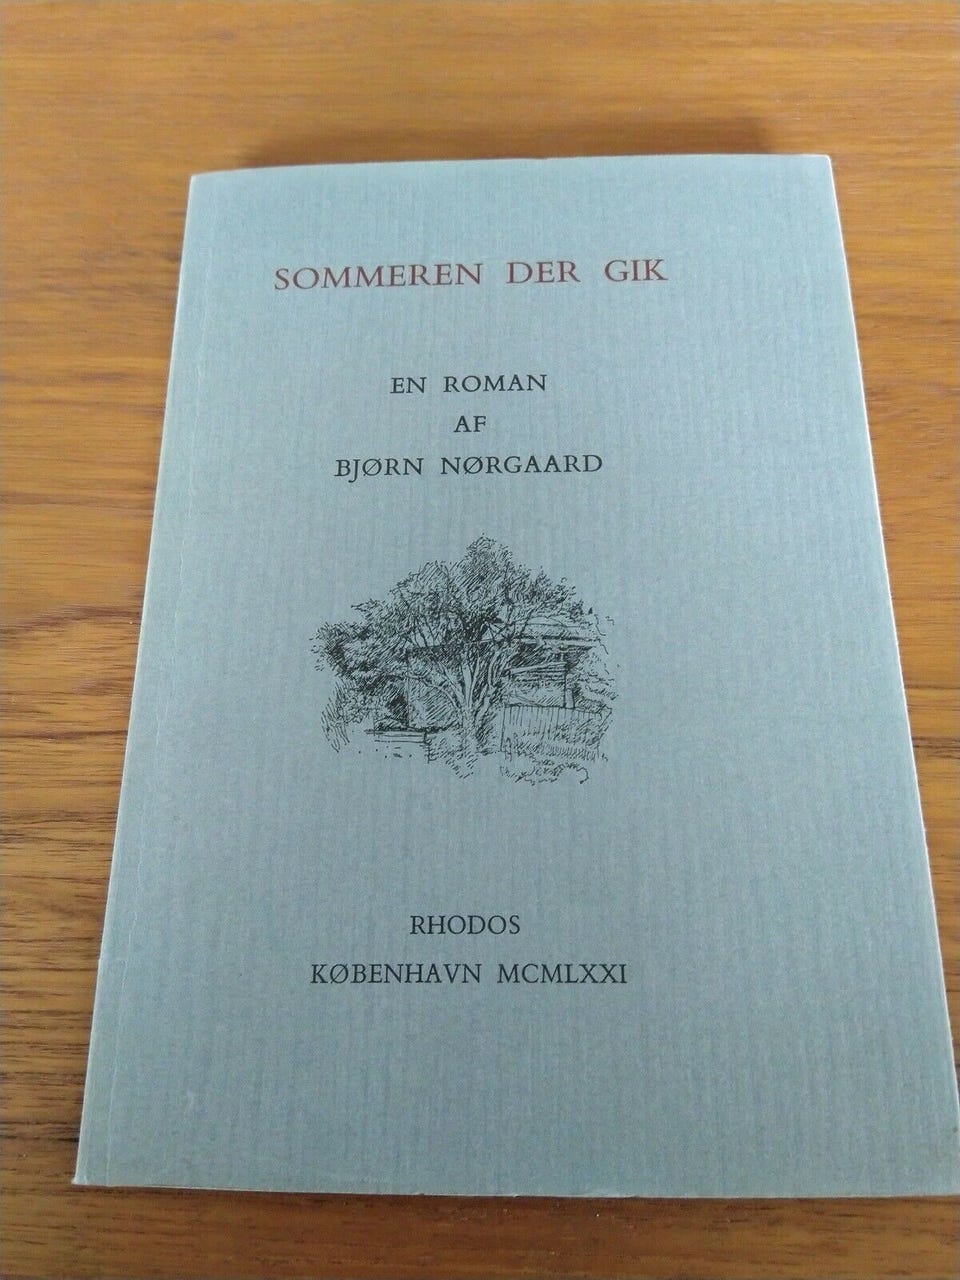 SOMMEREN DER GIK
EN ROMAN
AF
BJØRN NØRGAARD
RHODOS
KØBENHAVN MCMLXXI